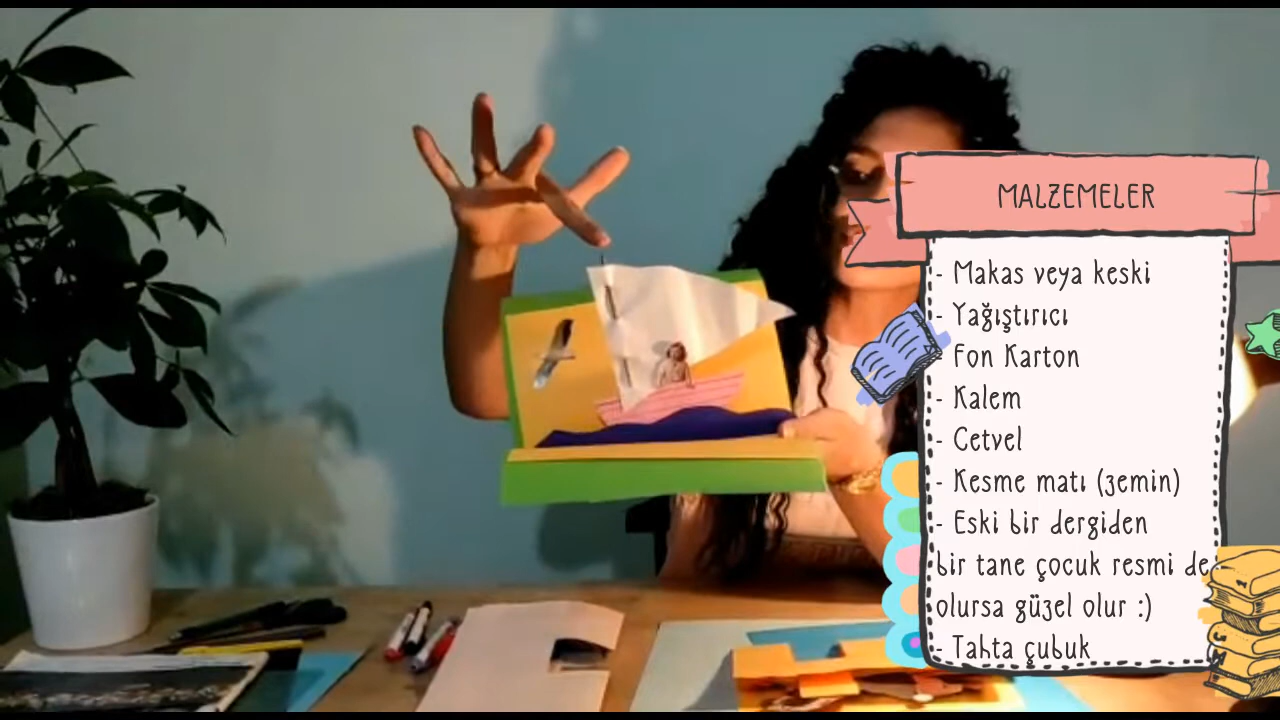 MALZEMELER
- Makas veya keski
- Yağıştırıcı
- Fon Karton
- Kalem
- Cetvel
- Kesme matı (zemin)
- Eski bir dergiden
bir tane çocuk resmi de
olursa güzel olur :)
- Tahta çubuk